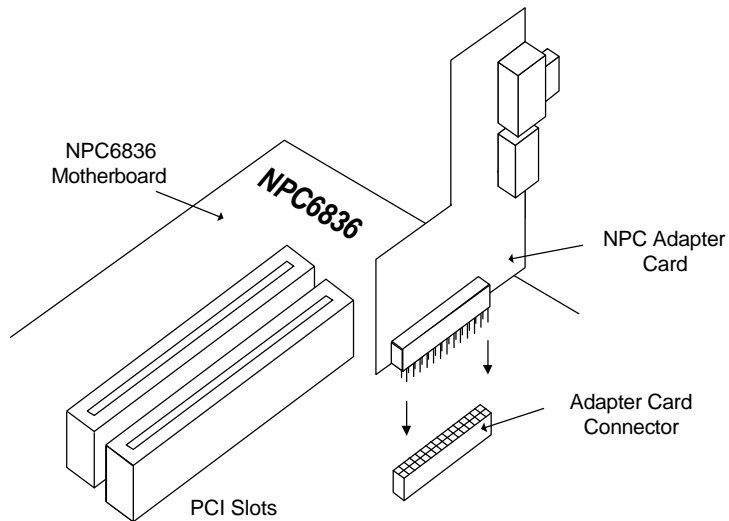 NPC6836
Motherboard
NPC6836
NPC Adapter
Card
Adapter Card
Connector
PCI Slots